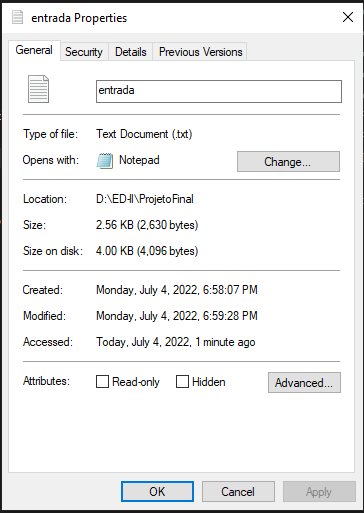 entrada Properties
General Security Details Previous Versions
entrada
Type of file: Text Document (.txt)
Opens with: Notepad Change...
Location: D:\ED-II\ProjetoFinal
Size: 2.56 KB (2,630 bytes)
Size on disk: 4.00 KB (4,096 bytes)
Created: Monday, July 4, 2022, 6:58:07 PM
Modified: Monday, July 4, 2022, 6:59:28 PM
Accessed: Today, July 4, 2022, 1 minute ago
Attributes: Read-only Hidden Advanced...
OK Cancel Apply